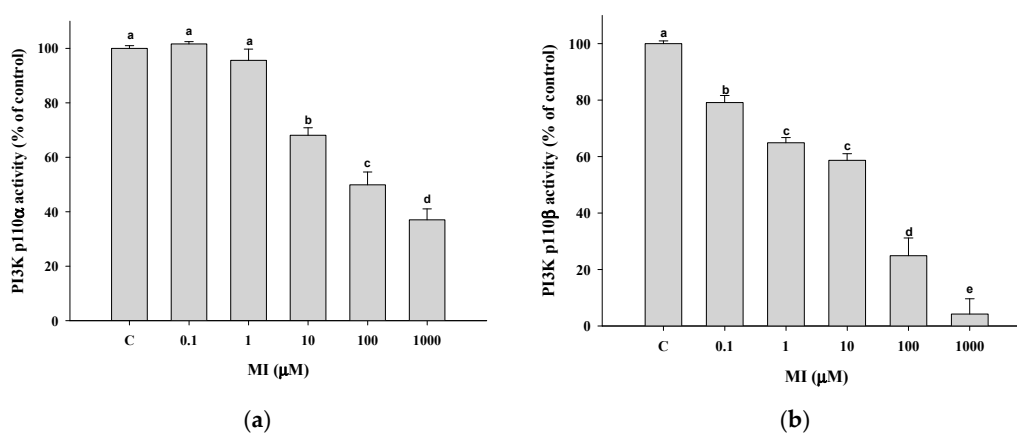 PI3K p110α activity (% of control)
100
80
60
40
20
0
a
a
a
b
c
d
C 0.1 1 10 100 1000
MI (μM)
(a)
PI3K p110β activity (% of control)
100
80
60
40
20
0
a
b
c
c
d
e
C 0.1 1 10 100 1000
MI (μM)
(b)